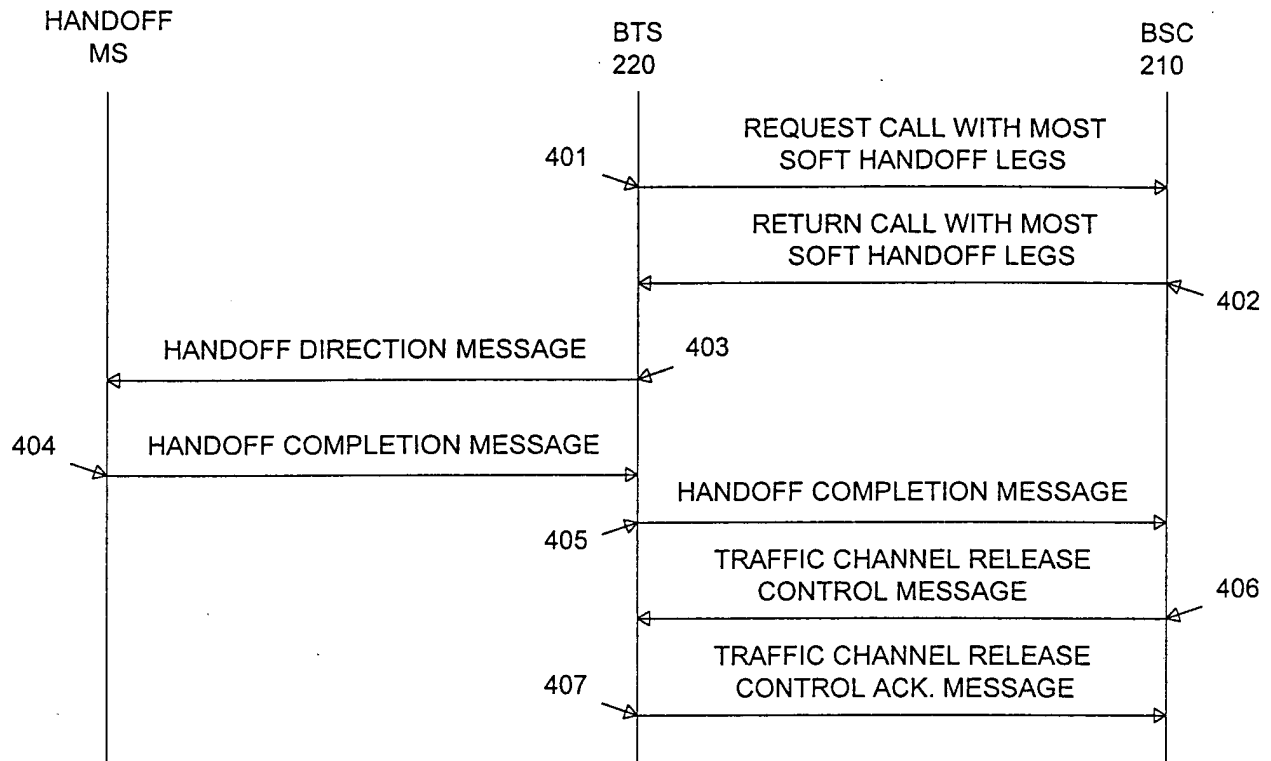 HANDOFF
MS
BTS
220
BSC
210
REQUEST CALL WITH MOST
SOFT HANDOFF LEGS
401
RETURN CALL WITH MOST
SOFT HANDOFF LEGS
402
HANDOFF DIRECTION MESSAGE
403
404
HANDOFF COMPLETION MESSAGE
HANDOFF COMPLETION MESSAGE
405
TRAFFIC CHANNEL RELEASE
CONTROL MESSAGE
406
TRAFFIC CHANNEL RELEASE
CONTROL ACK. MESSAGE
407